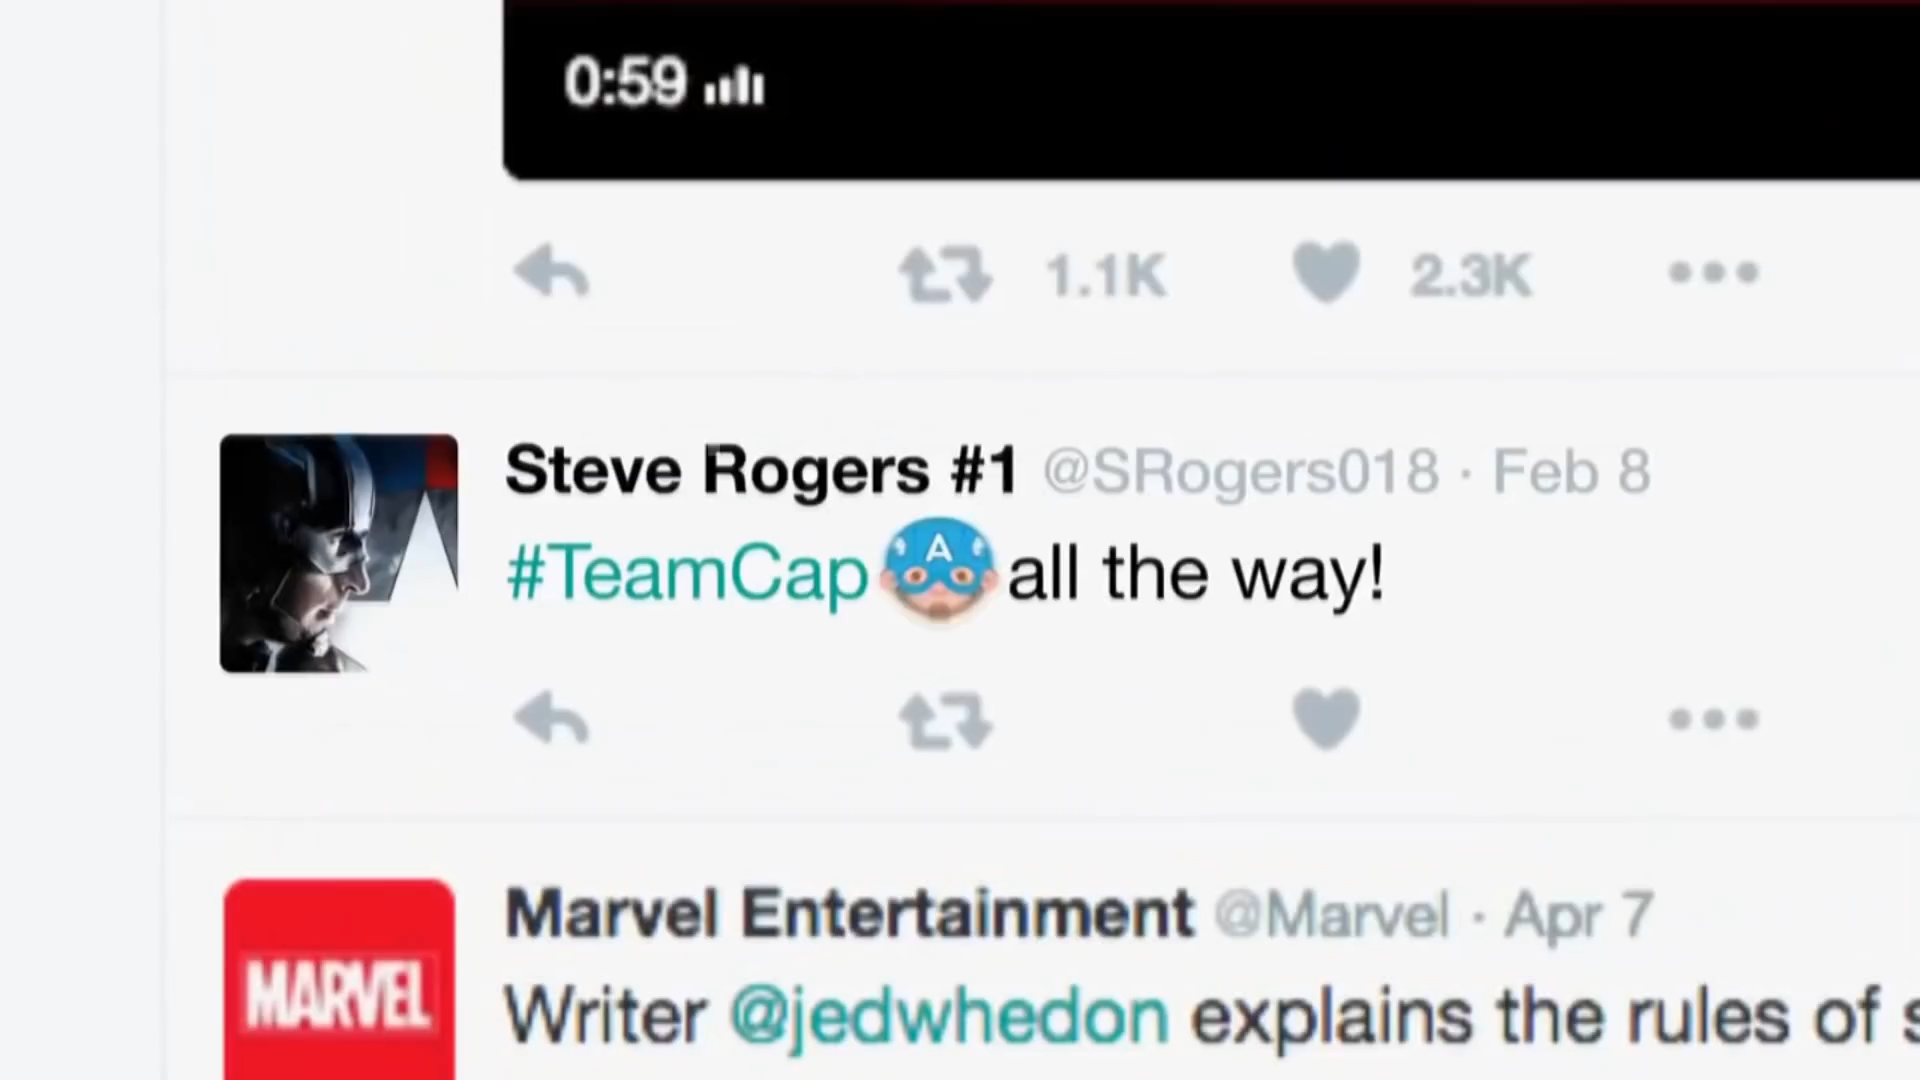 0:59
1.1K 2.3K
Steve Rogers #1 @SRogers018 · Feb 8
#TeamCap A all the way!
Marvel Entertainment @Marvel · Apr 7
MARVEL
Writer @jedwhedon explains the rules of s